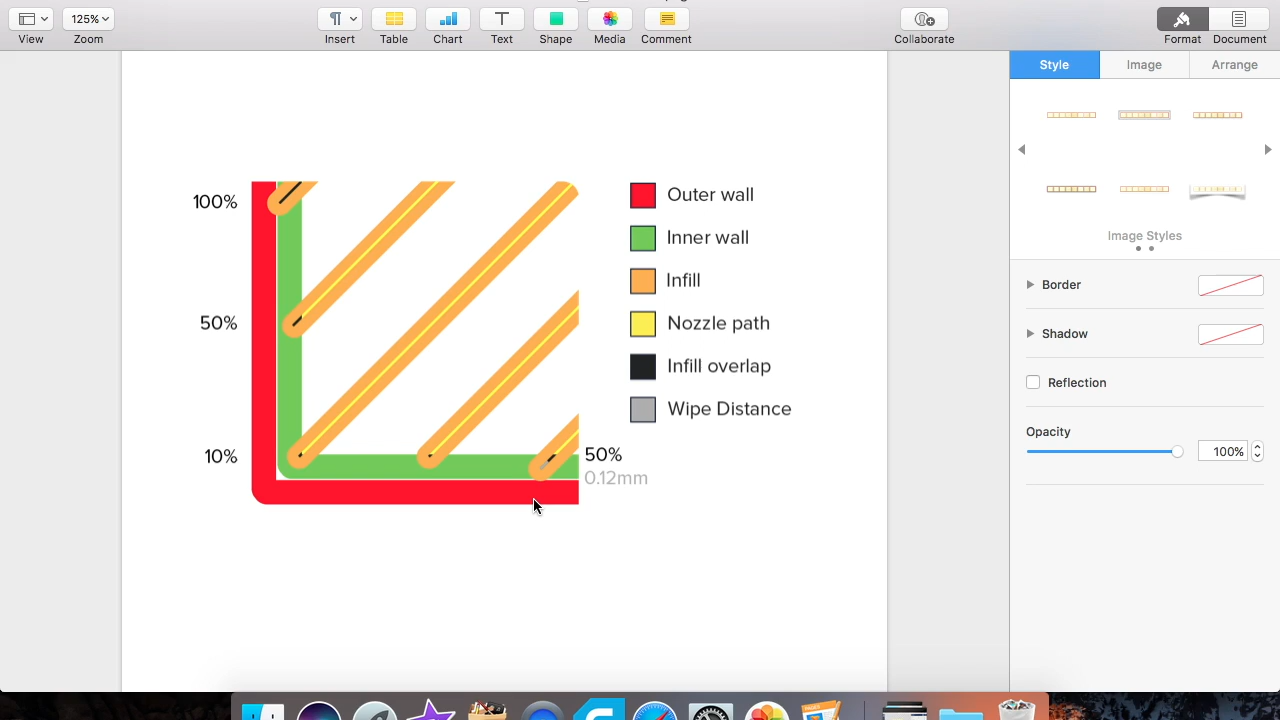 125%
View
Zoom
Insert
Table
Chart
Text
Shape
Media
Comment
Collaborate
Format
Document
Style
Image
Arrange
Image Styles
Border
Shadow
Reflection
Opacity
100%
100%
50%
10%
50%
0.12mm
Outer wall
Inner wall
Infill
Nozzle path
Infill overlap
Wipe Distance